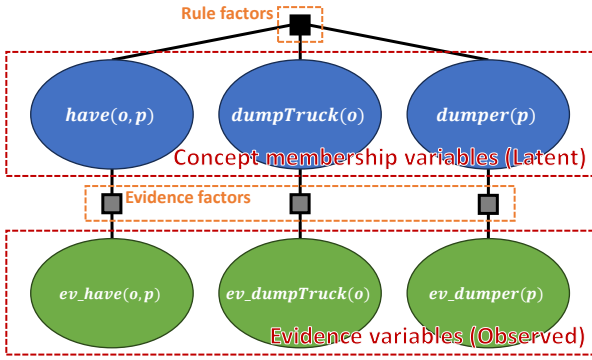 Rule factors
have(o, p)
dumpTruck(o)
dumper(p)
Concept membership variables (Latent)
Evidence factors
ev_have(o, p)
ev_dumpTruck(o)
ev_dumper(p)
Evidence variables (Observed)